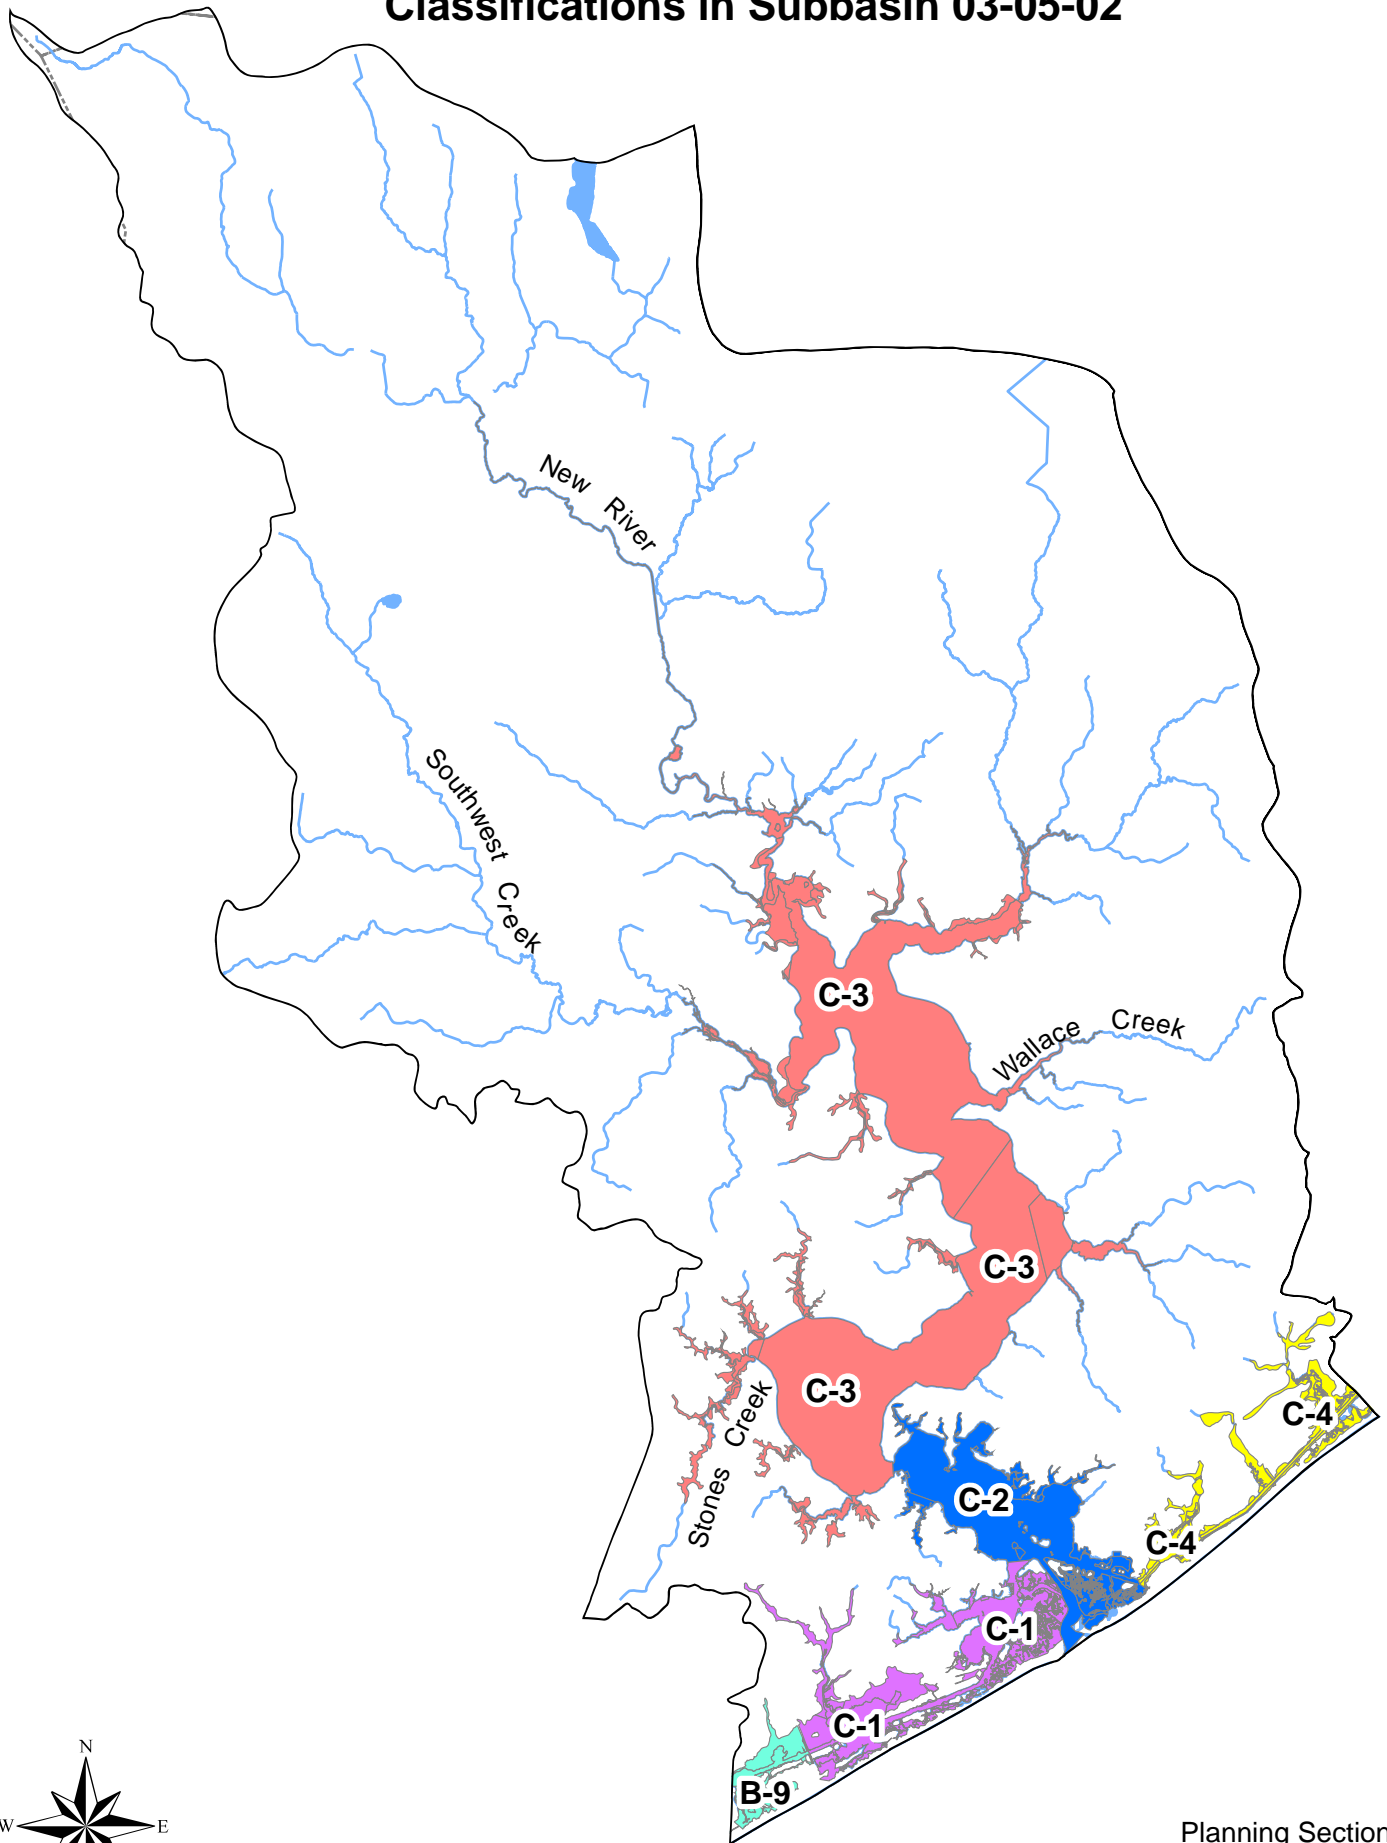 Classifications in Subbasin 03-05-02
New River
Southwest Creek
C-3
Wallace Creek
C-3
C-3
Stones Creek
C-4
C-2
C-4
C-1
C-1
B-9
N
W E
Planning Section